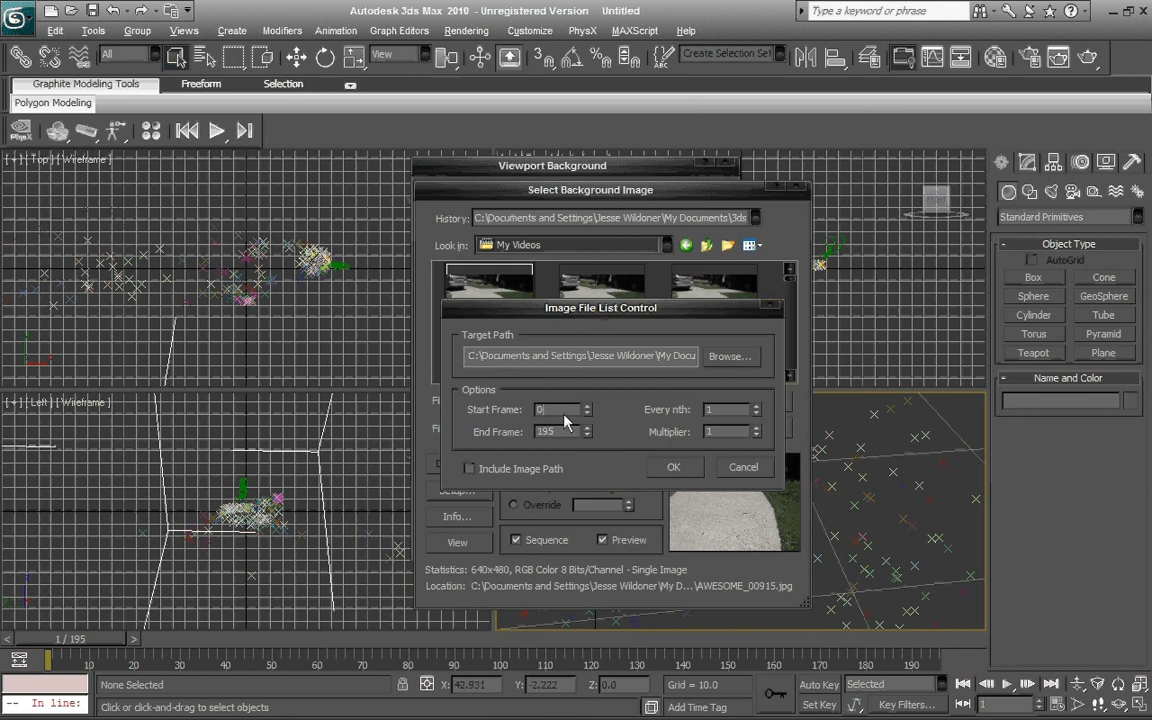 Autodesk 3ds Max 2010 - Unregistered Version Untitled
Type a keyword or phrase
Edit Tools Group Views Create Modifiers Animation Graph Editors Rendering Customize PhysX MAXScript Help
All View 3 Create Selection Set
Graphite Modeling Tools Freeform Selection
Polygon Modeling
PhysX
[ + ] Top ] Wireframe ]
Viewport Background
Select Background Image
History: C:\Documents and Settings\Jesse Wildoner\My Documents\3ds
Look in: My Videos
Image File List Control
Target Path
C:\Documents and Settings\Jesse Wildoner\My Docu Browse...
Options
Start Frame: 0 Every nth: 1
End Frame: 195 Multiplier: 1
Include Image Path OK Cancel
Override
Info...
View Sequence Preview
Statistics: 640x480, RGB Color 8 Bits/Channel - Single Image
Location: C:\Documents and Settings\Jesse Wildoner\My D...\AWESOME_00915.jpg
[ + ] Left ] Wireframe ]
Standard Primitives
- Object Type
AutoGrid
Box Cone
Sphere GeoSphere
Cylinder Tube
Torus Pyramid
Teapot Plane
- Name and Color
< 1 / 195 >
10 20 30 40 50 60 70 80 90 100 110 120 130 140 150 160 170 180 190
None Selected X: 42.931 Y: -2.222 Z: 0.0 Grid = 10.0 Auto Key Selected
-- In line: Click or click-and-drag to select objects Add Time Tag Set Key Key Filters... 1